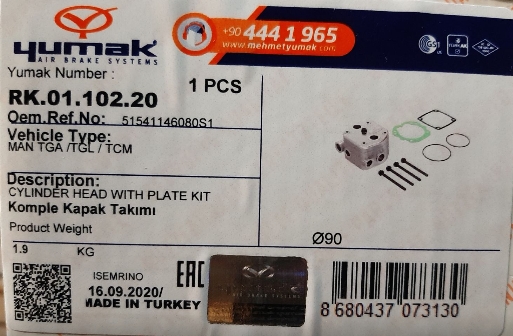 yumak
AIR BRAKE SYSTEMS
+90 444 1 965
www.mehmetyumak.com
Yumak Number :
1 PCS
RK.01.102.20
Oem.Ref.No: 51541146080S1
Vehicle Type:
MAN TGA /TGL / TCM
Description:
CYLINDER HEAD WITH PLATE KIT
Komple Kapak Takımı
Product Weight
Ø90
1.9 KG
ISEMRINO
EAC
16.09.2020/
MADE IN TURKEY
8 680437 073130